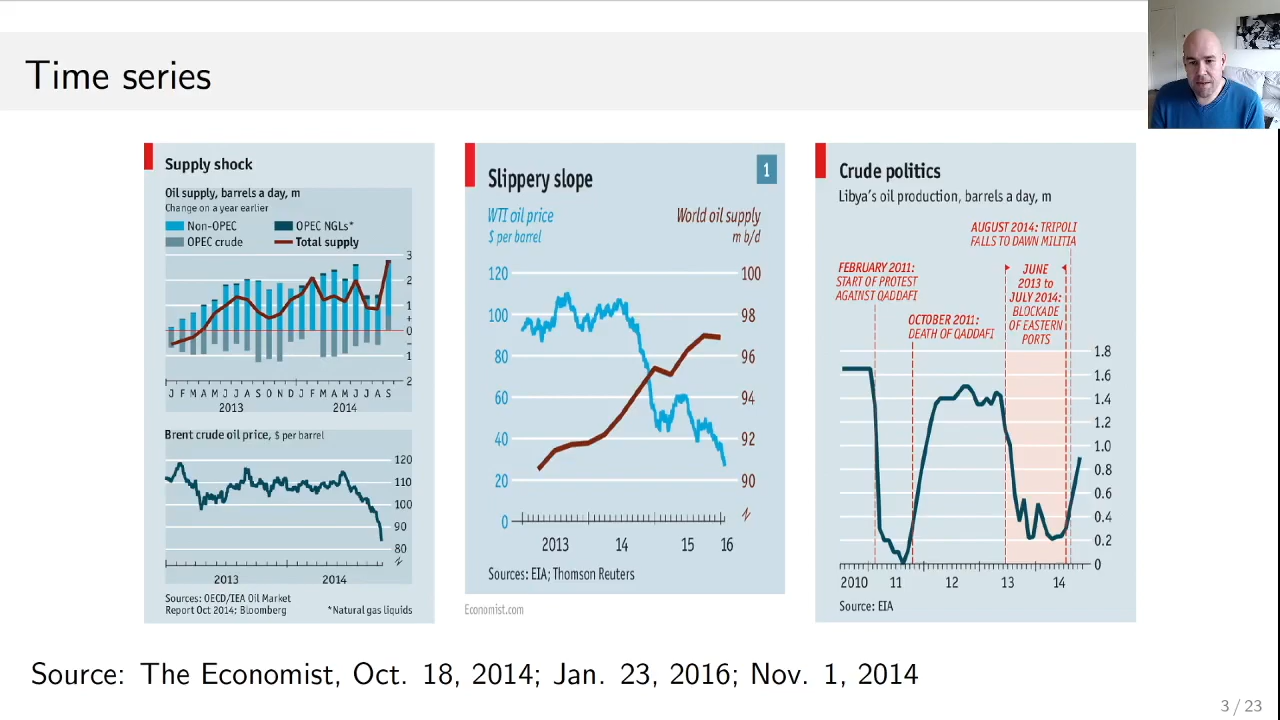 Time series
Supply shock
Oil supply, barrels a day, m
Change on a year earlier
Non-OPEC
OPEC NGLs*
OPEC crude
Total supply
3
2
1
+
0
–
1
2
J F M A M J J A S O N D J F M A M J J A S
2013 2014
Brent crude oil price, $ per barrel
120
110
100
90
80
2013 2014
Sources: OECD/IEA Oil Market
Report Oct 2014; Bloomberg
*Natural gas liquids
Slippery slope
1
WTI oil price
$ per barrel
World oil supply
m b/d
120 100
100 98
80 96
60 94
40 92
20 90
0
2013 14 15 16
Sources: EIA; Thomson Reuters
Economist.com
Crude politics
Libya's oil production, barrels a day, m
AUGUST 2014: TRIPOLI
FALLS TO DAWN MILITIA
FEBRUARY 2011:
START OF PROTEST
AGAINST QADDAFI
OCTOBER 2011:
DEATH OF QADDAFI
JUNE
2013 to
JULY 2014:
BLOCKADE
OF EASTERN
PORTS
1.8
1.6
1.4
1.2
1.0
0.8
0.6
0.4
0.2
0
2010 11 12 13 14
Source: EIA
Source: The Economist, Oct. 18, 2014; Jan. 23, 2016; Nov. 1, 2014
3 / 23